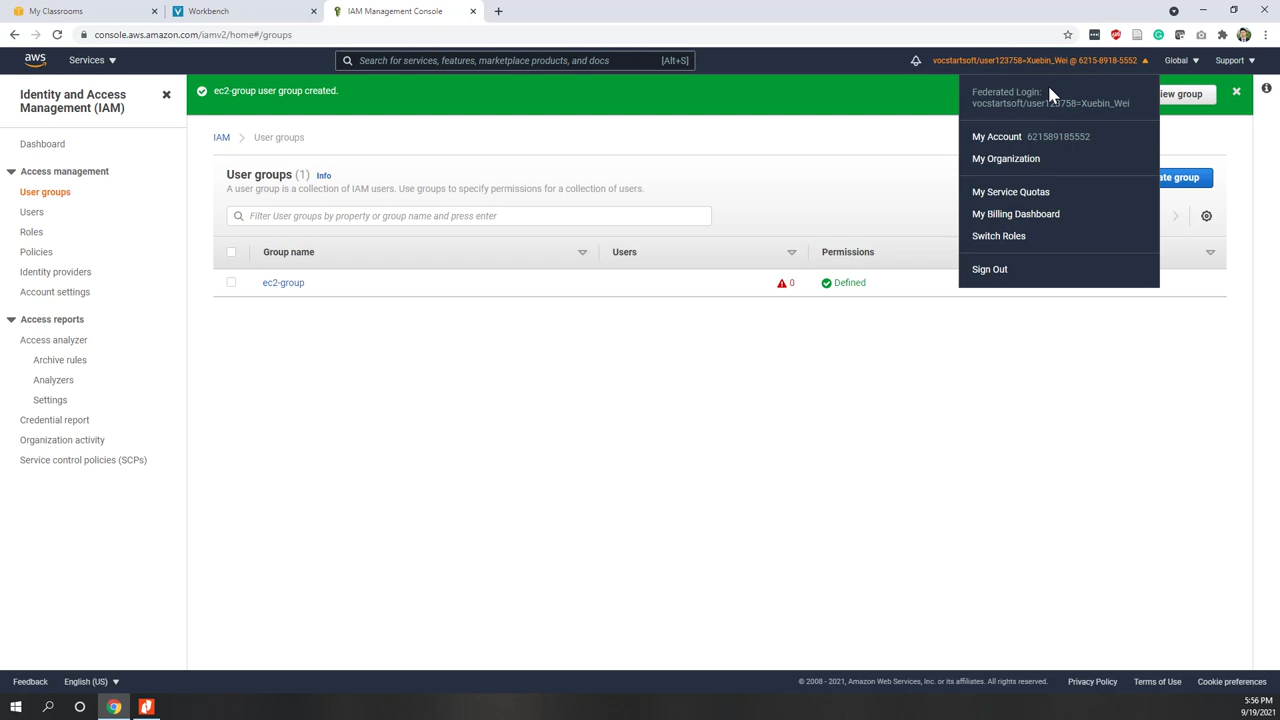 My Classrooms
Workbench
IAM Management Console
console.aws.amazon.com/iamv2/home#/groups
aws
Services
Search for services, features, marketplace products, and docs
[Alt+S]
vocstartsoft/user123758=Xuebin_Wei @ 6215-8918-5552
Global
Support
Identity and Access
Management (IAM)
Dashboard
Access management
User groups
Users
Roles
Policies
Identity providers
Account settings
Access reports
Access analyzer
Archive rules
Analyzers
Settings
Credential report
Organization activity
Service control policies (SCPs)
ec2-group user group created.
IAM
User groups
User groups (1)
Info
A user group is a collection of IAM users. Use groups to specify permissions for a collection of users.
Filter User groups by property or group name and press enter
Group name
Users
Permissions
ec2-group
0
Defined
Federated Login:
vocstartsoft/user123758=Xuebin_Wei
My Account 621589185552
My Organization
My Service Quotas
My Billing Dashboard
Switch Roles
Sign Out
group
group
Feedback
English (US)
© 2008 - 2021, Amazon Web Services, Inc. or its affiliates. All rights reserved.
Privacy Policy
Terms of Use
Cookie preferences
5:56 PM
9/19/2021